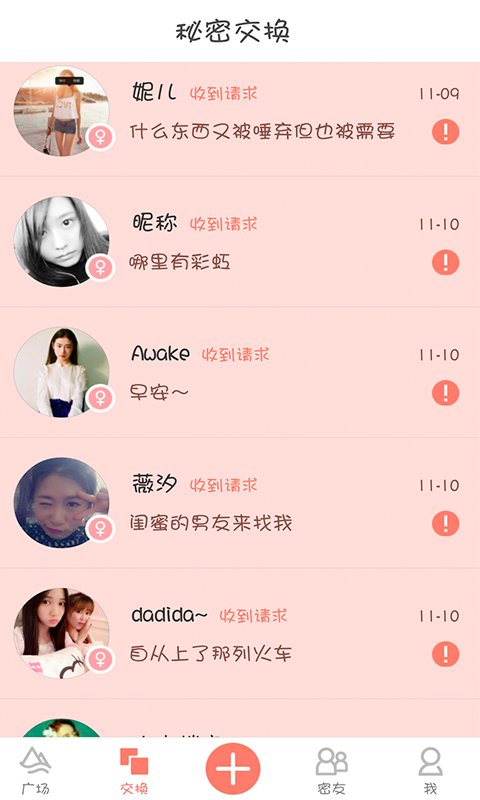 秘密交换
妮儿 收到请求 11-09
什么东西又被唾弃但也被需要
昵称 收到请求 11-10
哪里有彩虹
Awake 收到请求 11-10
早安～
薇汐 收到请求 11-10
闺蜜的男友来找我
dadida~ 收到请求 11-10
自从上了那列火车
广场 交换 密友 我